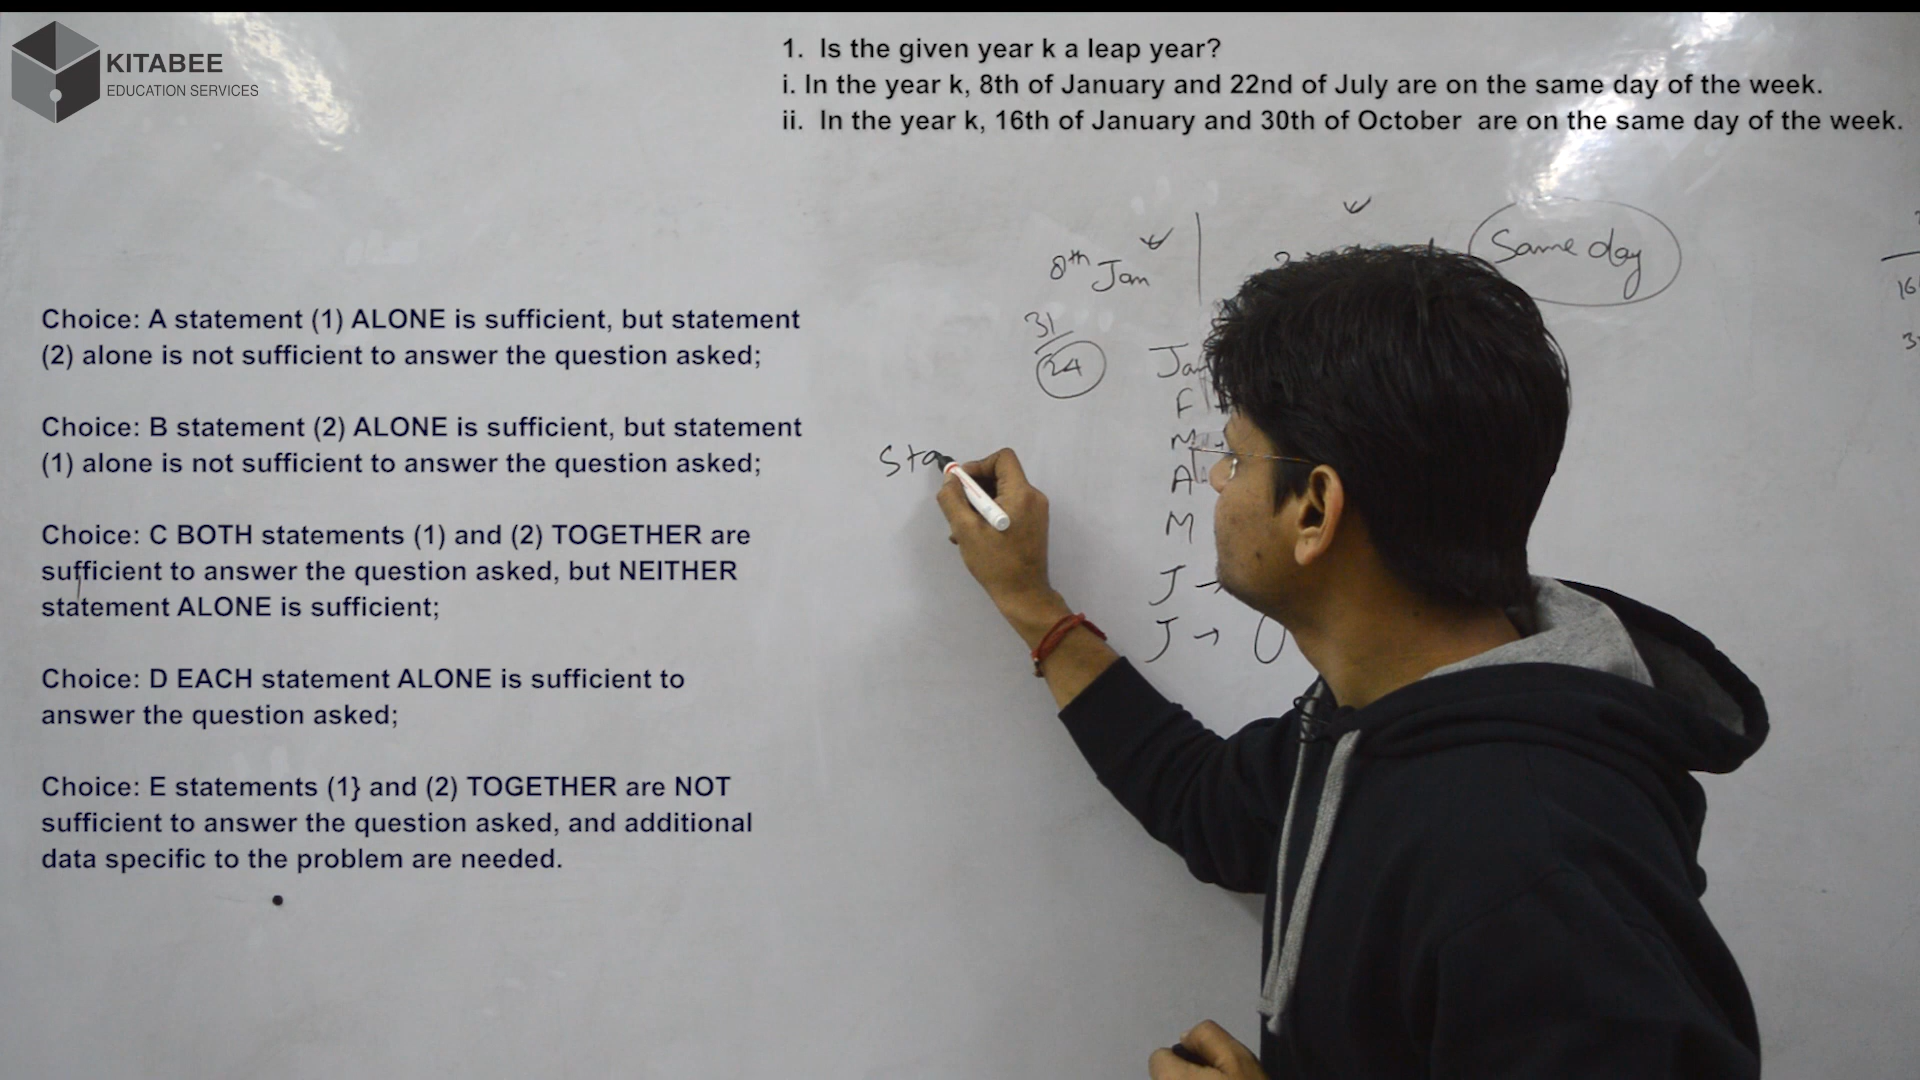 KITABEE
EDUCATION SERVICES
1. Is the given year k a leap year?
i. In the year k, 8th of January and 22nd of July are on the same day of the week.
ii. In the year k, 16th of January and 30th of October are on the same day of the week.
Choice: A statement (1) ALONE is sufficient, but statement
(2) alone is not sufficient to answer the question asked;
Choice: B statement (2) ALONE is sufficient, but statement
(1) alone is not sufficient to answer the question asked;
Choice: C BOTH statements (1) and (2) TOGETHER are
sufficient to answer the question asked, but NEITHER
statement ALONE is sufficient;
Choice: D EACH statement ALONE is sufficient to
answer the question asked;
Choice: E statements (1} and (2) TOGETHER are NOT
sufficient to answer the question asked, and additional
data specific to the problem are needed.
8th Jan
Same day
31
24
Jan
F
M
A
M
J →
J → 0
Sta